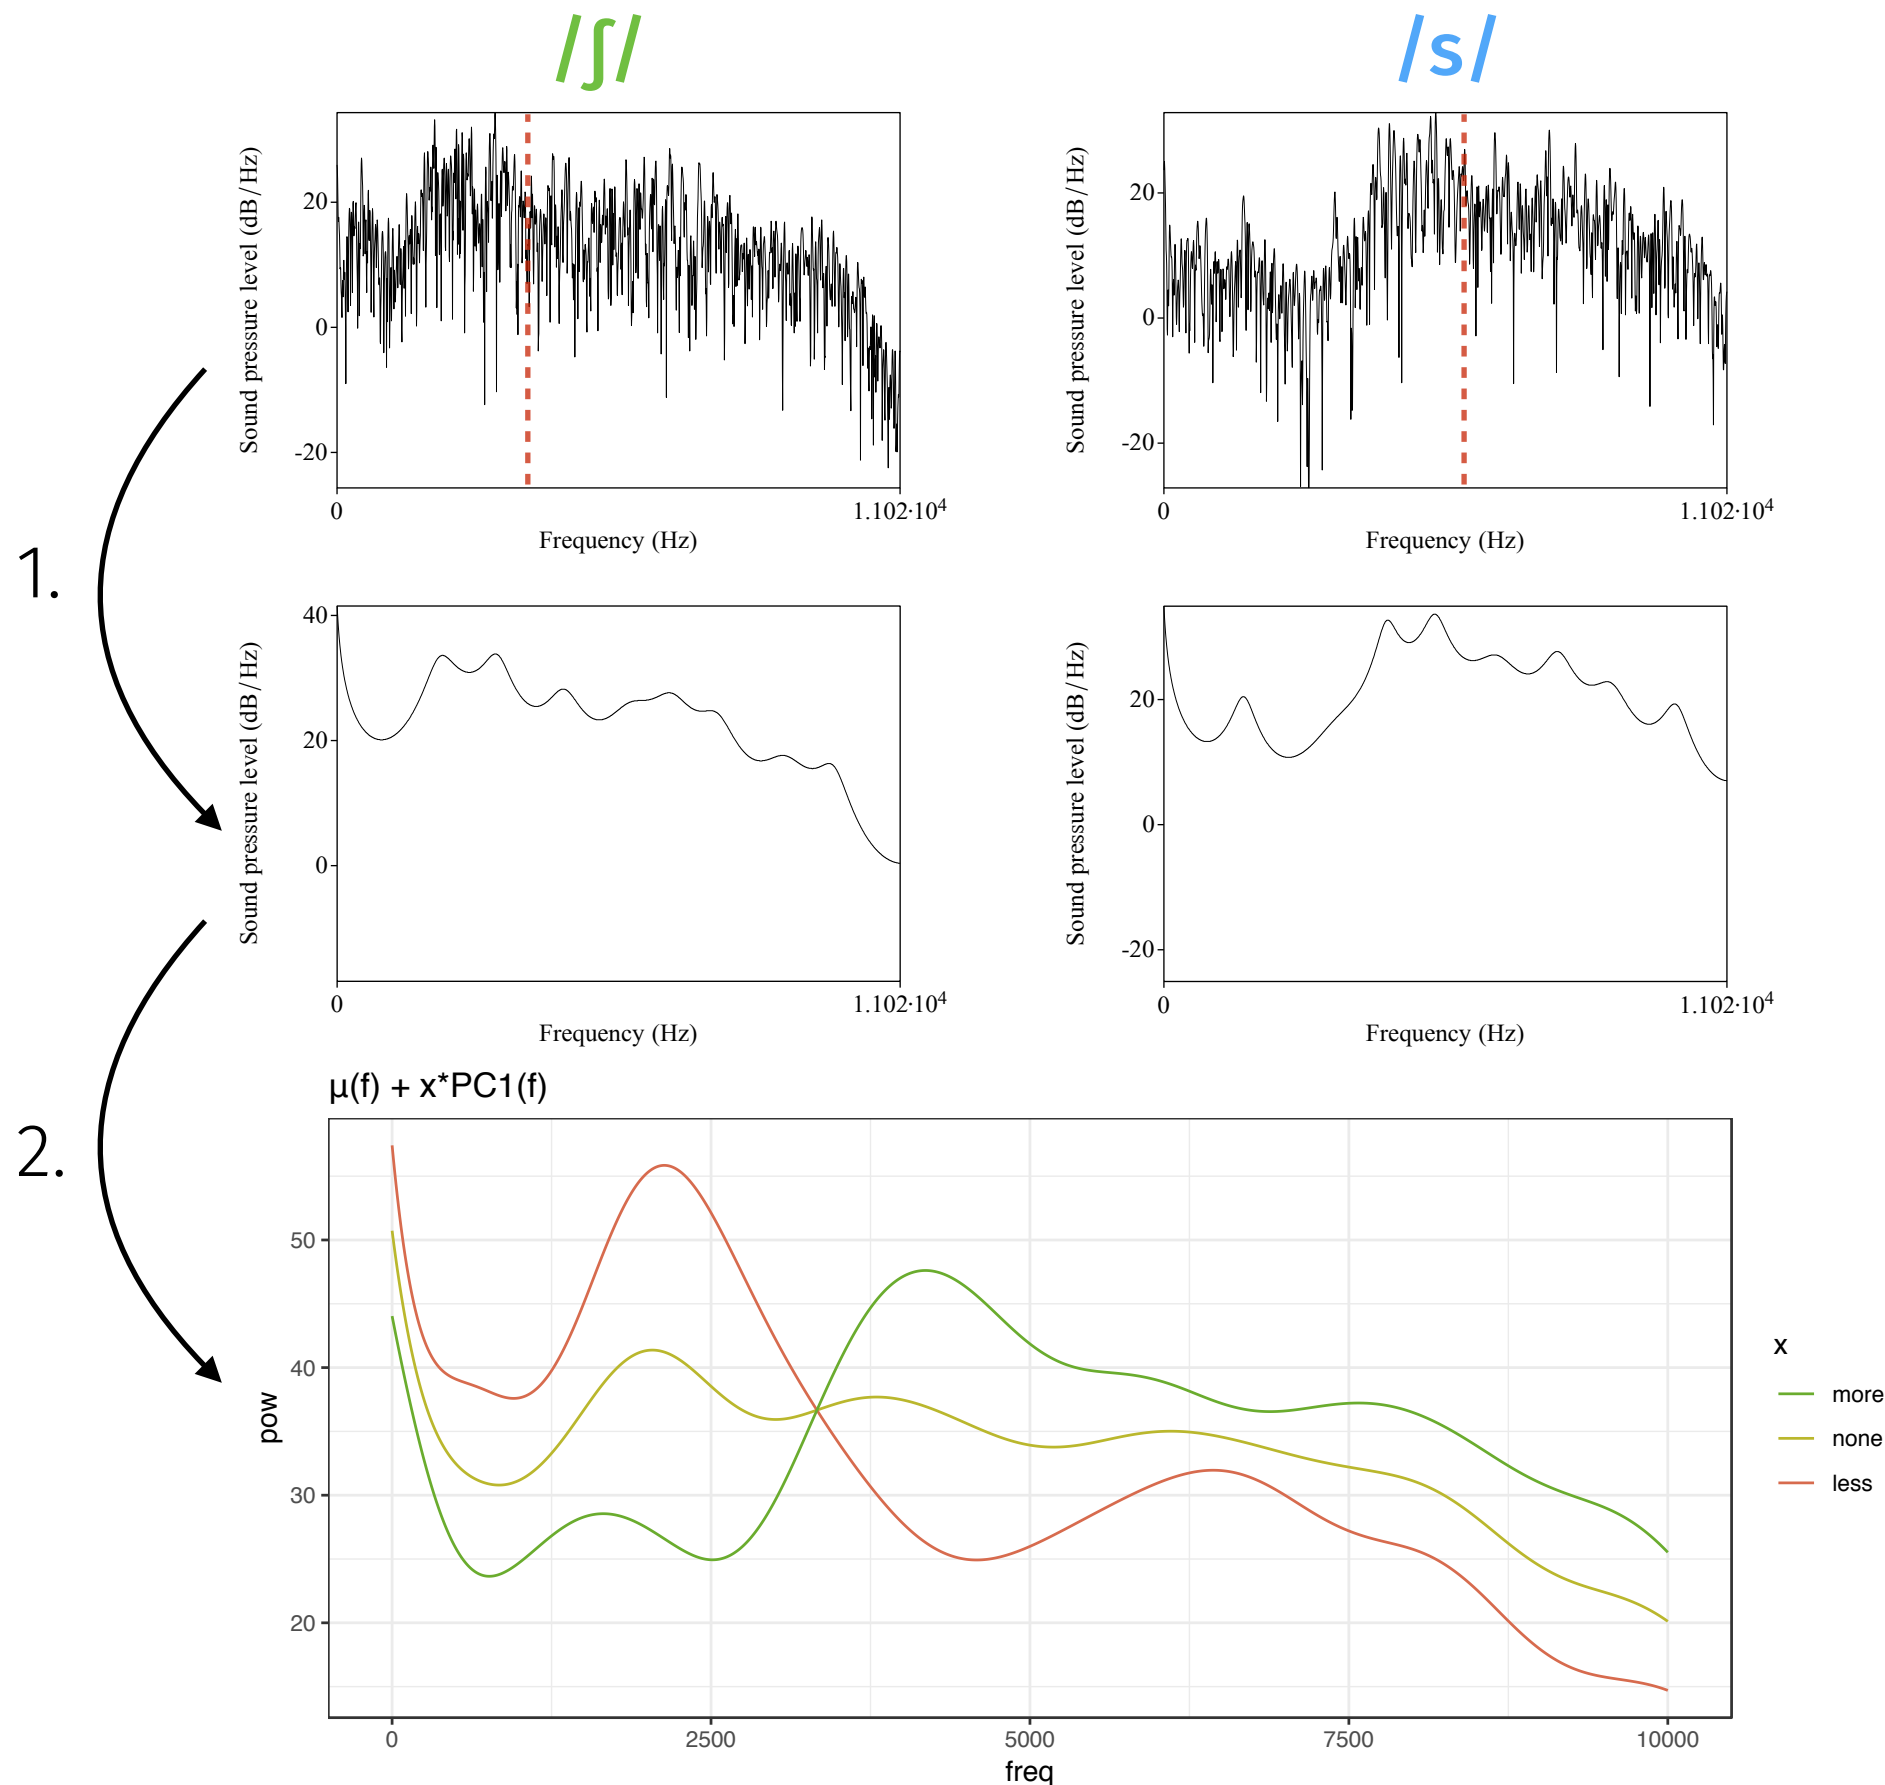 /ʃ/
/s/
Sound pressure level (dB/Hz)
20
0
-20
0
1.102·10⁴
Frequency (Hz)
Sound pressure level (dB/Hz)
20
0
-20
0
1.102·10⁴
Frequency (Hz)
1.
Sound pressure level (dB/Hz)
40
20
0
0
1.102·10⁴
Frequency (Hz)
Sound pressure level (dB/Hz)
20
0
-20
0
1.102·10⁴
Frequency (Hz)
2.
µ(f) + x*PC1(f)
pow
50
40
30
20
0
2500
5000
7500
10000
freq
x
more
none
less